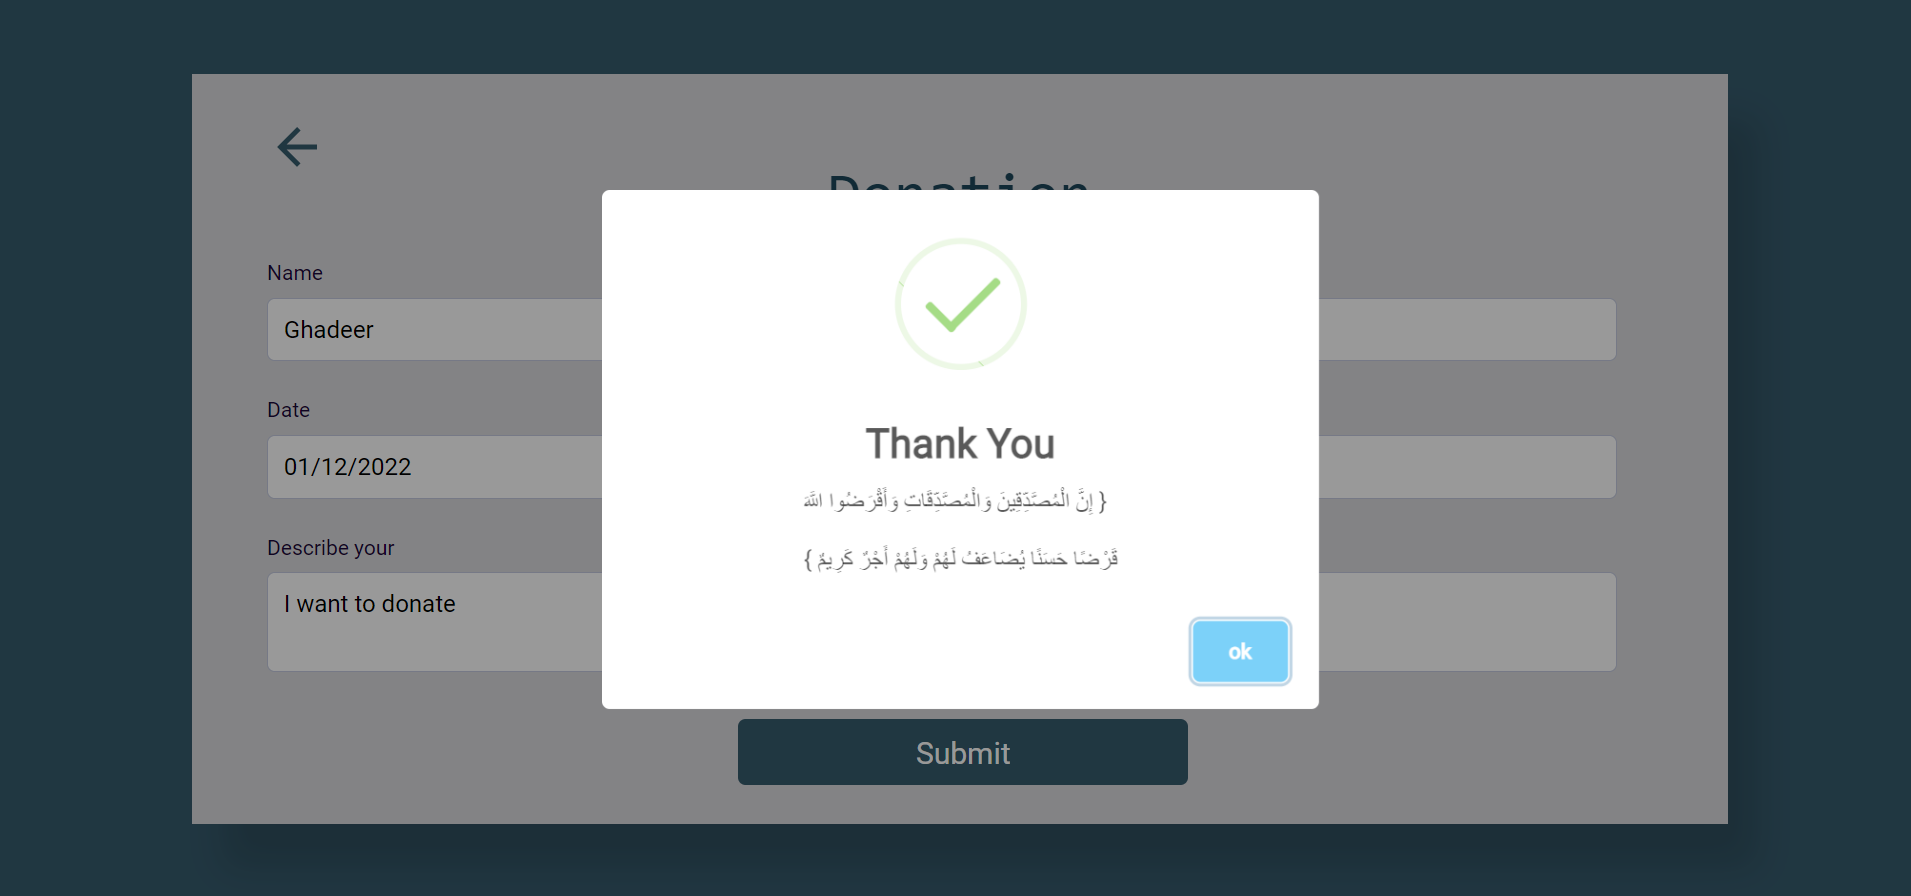 Donation
Name
Ghadeer
Date
01/12/2022
Describe your
I want to donate
Thank You
{ إِنَّ الْمُصَّدِّقِينَ وَالْمُصَّدِّقَاتِ وَأَقْرَضُوا اللَّهَ
قَرْضًا حَسَنًا يُضَاعَفُ لَهُمْ وَلَهُمْ أَجْرٌ كَرِيمٌ }
ok
Submit